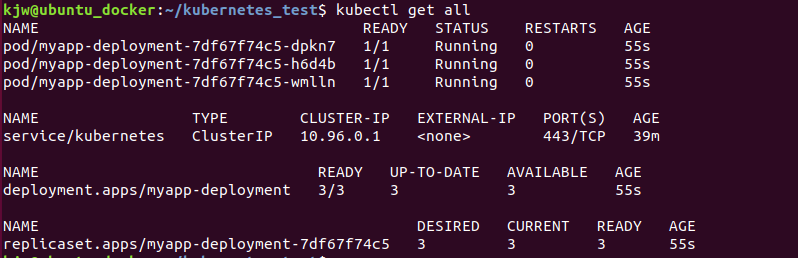 kjw@ubuntu_docker:~/kubernetes_test$ kubectl get all
NAME READY STATUS RESTARTS AGE
pod/myapp-deployment-7df67f74c5-dpkn7 1/1 Running 0 55s
pod/myapp-deployment-7df67f74c5-h6d4b 1/1 Running 0 55s
pod/myapp-deployment-7df67f74c5-wmlln 1/1 Running 0 55s
NAME TYPE CLUSTER-IP EXTERNAL-IP PORT(S) AGE
service/kubernetes ClusterIP 10.96.0.1 <none> 443/TCP 39m
NAME READY UP-TO-DATE AVAILABLE AGE
deployment.apps/myapp-deployment 3/3 3 3 55s
NAME DESIRED CURRENT READY AGE
replicaset.apps/myapp-deployment-7df67f74c5 3 3 3 55s